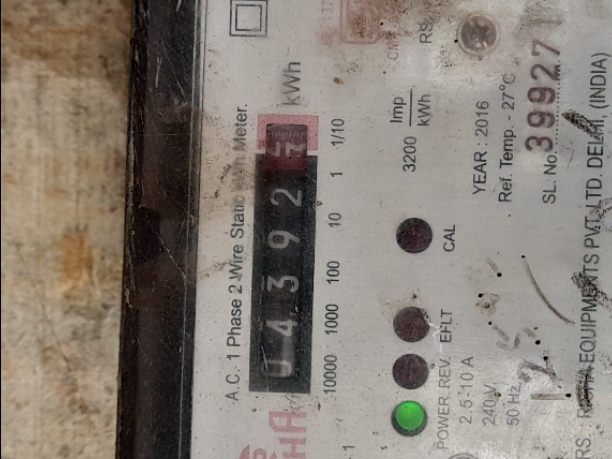 A.C. 1 Phase 2 Wire Static kWh Meter.
0 4 3 9 2
kWh
10000 1000 100 10 1 1/10
3200 Imp
kWh
CAL
EFLT
REV.
POWER
YEAR : 2016
2.5-10 A
Ref. Temp. - 27°C
240 V
50 Hz
SL. No. 39927
EQUIPMENTS PVT. LTD. DELHI, (INDIA)